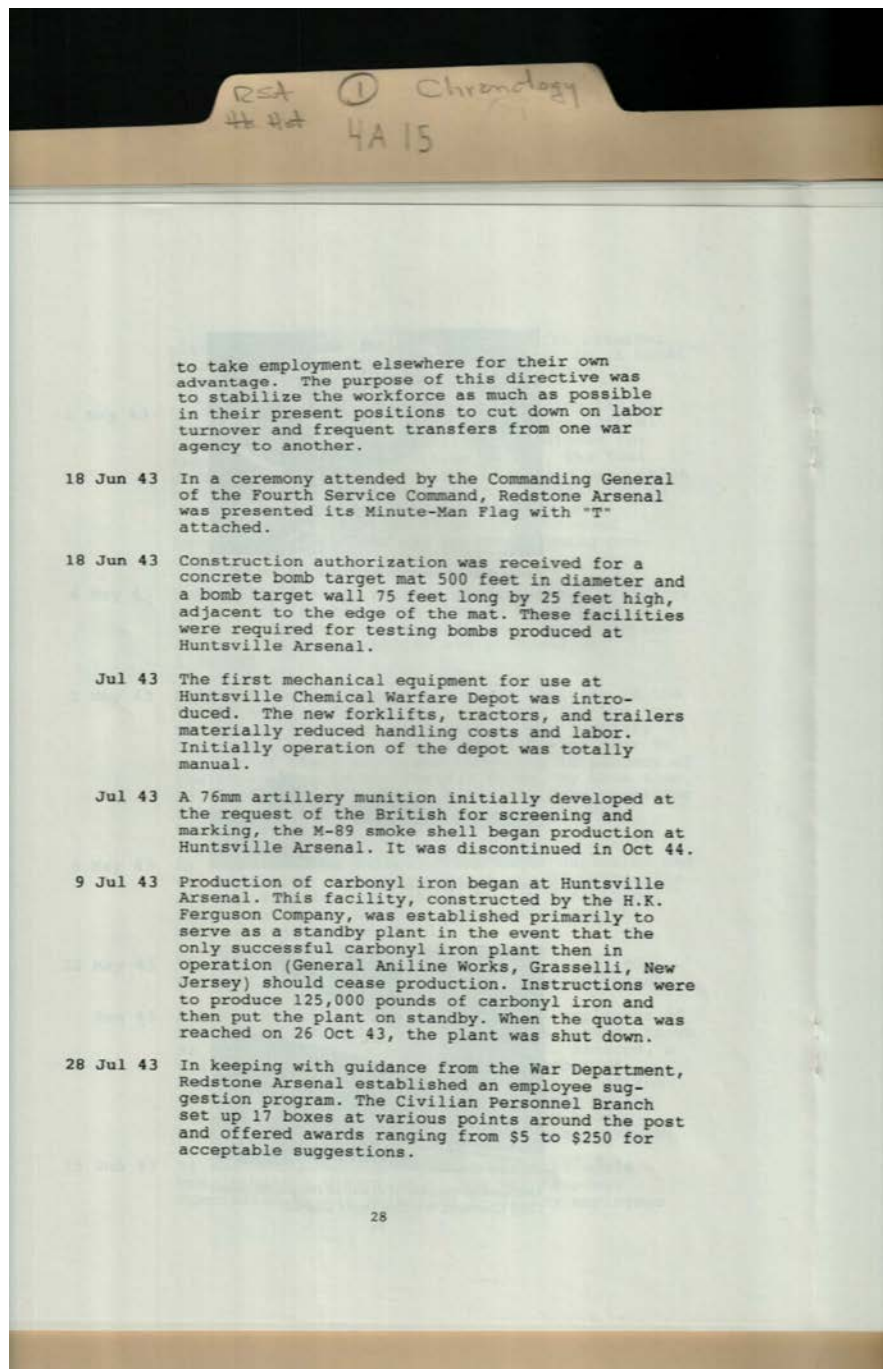 RSA ① Chronology
4A 15
to take employment elsewhere for their own
advantage. The purpose of this directive was
to stabilize the workforce as much as possible
in their present positions to cut down on labor
turnover and frequent transfers from one war
agency to another.
18 Jun 43 In a ceremony attended by the Commanding General
of the Fourth Service Command, Redstone Arsenal
was presented its Minute-Man Flag with "T"
attached.
18 Jun 43 Construction authorization was received for a
concrete bomb target mat 500 feet in diameter and
a bomb target wall 75 feet long by 25 feet high,
adjacent to the edge of the mat. These facilities
were required for testing bombs produced at
Huntsville Arsenal.
Jul 43 The first mechanical equipment for use at
Huntsville Chemical Warfare Depot was intro-
duced. The new forklifts, tractors, and trailers
materially reduced handling costs and labor.
Initially operation of the depot was totally
manual.
Jul 43 A 76mm artillery munition initially developed at
the request of the British for screening and
marking, the M-89 smoke shell began production at
Huntsville Arsenal. It was discontinued in Oct 44.
9 Jul 43 Production of carbonyl iron began at Huntsville
Arsenal. This facility, constructed by the H.K.
Ferguson Company, was established primarily to
serve as a standby plant in the event that the
only successful carbonyl iron plant then in
operation (General Aniline Works, Grasselli, New
Jersey) should cease production. Instructions were
to produce 125,000 pounds of carbonyl iron and
then put the plant on standby. When the quota was
reached on 26 Oct 43, the plant was shut down.
28 Jul 43 In keeping with guidance from the War Department,
Redstone Arsenal established an employee sug-
gestion program. The Civilian Personnel Branch
set up 17 boxes at various points around the post
and offered awards ranging from $5 to $250 for
acceptable suggestions.
28